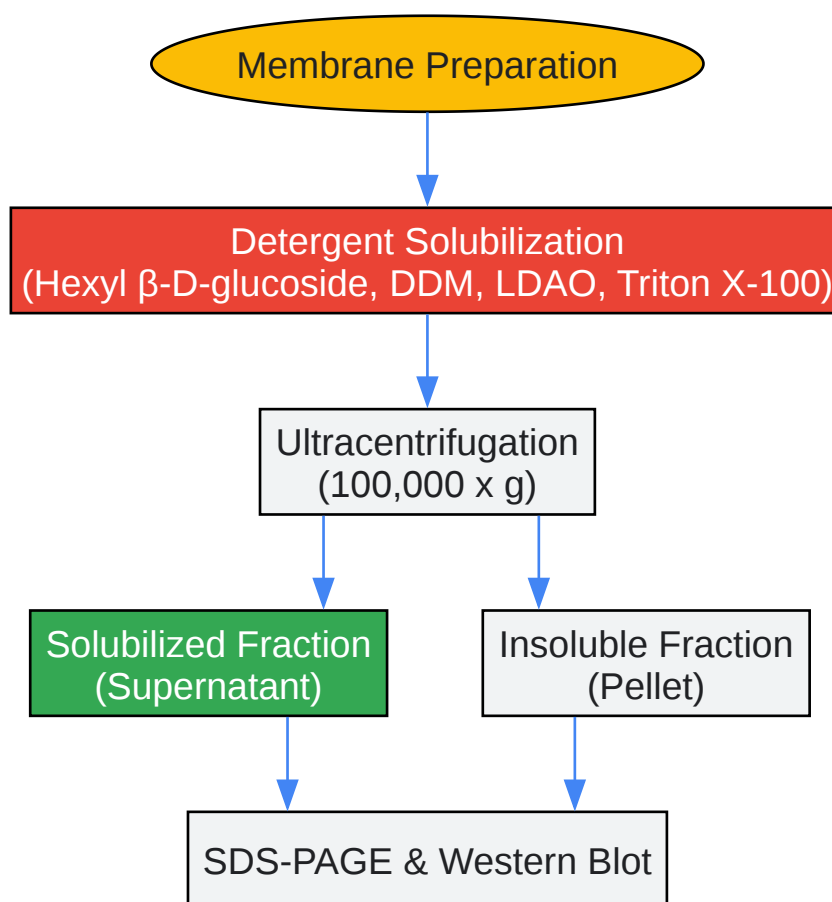 Membrane Preparation
Detergent Solubilization
(Hexyl β-D-glucoside, DDM, LDAO, Triton X-100)
Ultracentrifugation
(100,000 x g)
Solubilized Fraction
(Supernatant)
Insoluble Fraction
(Pellet)
SDS-PAGE & Western Blot